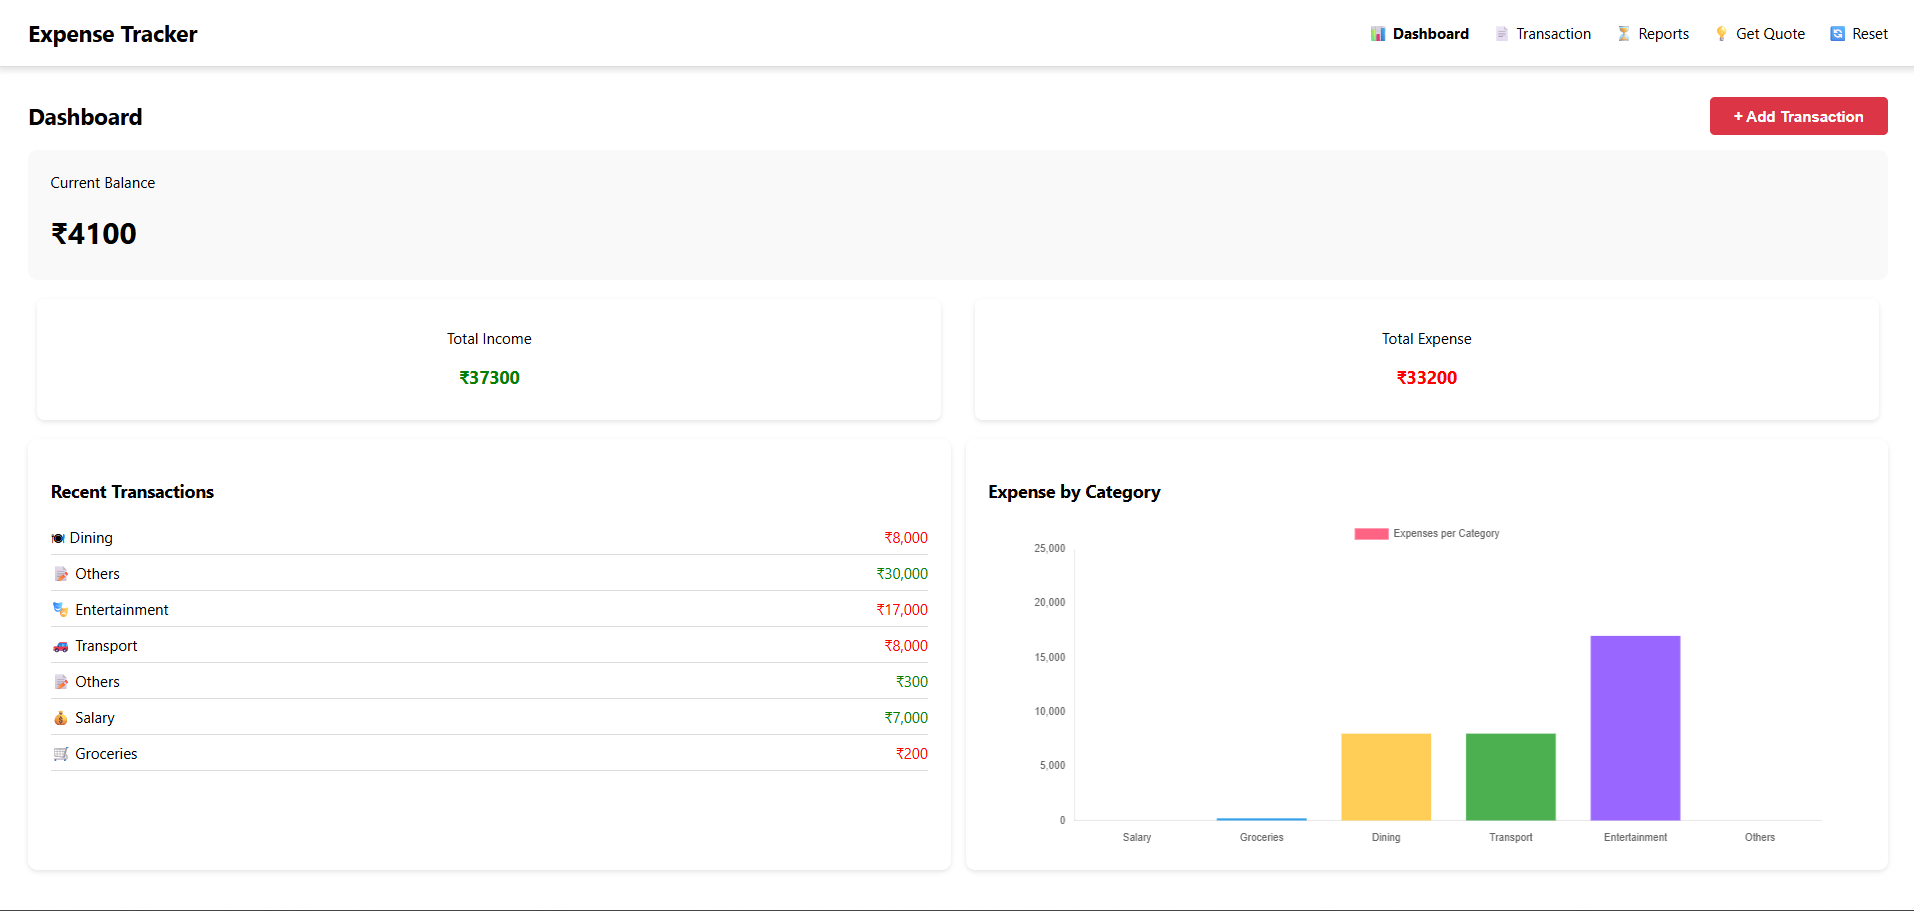 Expense Tracker
Dashboard
Transaction
Reports
Get Quote
Reset
Dashboard
+ Add Transaction
Current Balance
₹4100
Total Income
₹37300
Total Expense
₹33200
Recent Transactions
Dining ₹8,000
Others ₹30,000
Entertainment ₹17,000
Transport ₹8,000
Others ₹300
Salary ₹7,000
Groceries ₹200
Expense by Category
Expenses per Category
25,000
20,000
15,000
10,000
5,000
0
Salary Groceries Dining Transport Entertainment Others